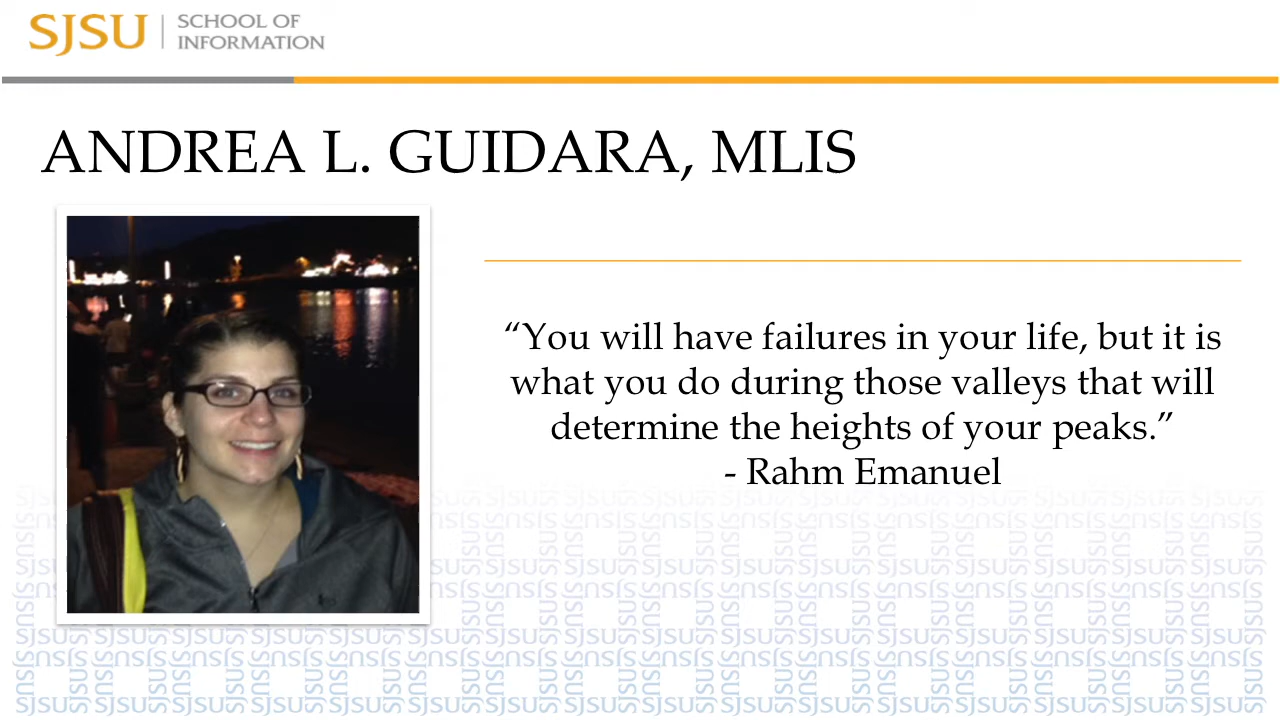 SJSU | SCHOOL OF
INFORMATION
ANDREA L. GUIDARA, MLIS
“You will have failures in your life, but it is
what you do during those valleys that will
determine the heights of your peaks.”
- Rahm Emanuel